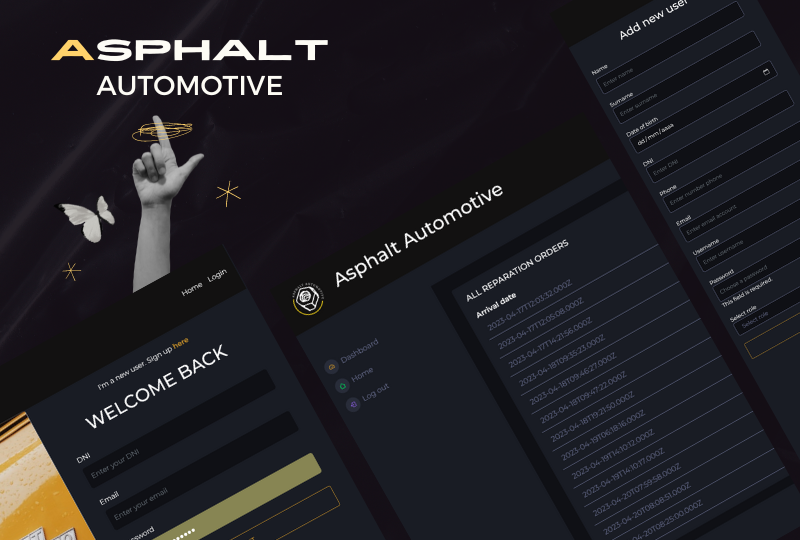 ASPHALT
AUTOMOTIVE
Home Login
I'm a new user. Sign up here
WELCOME BACK
DNI
Enter your DNI
Email
Enter your email
ssword
Asphalt Automotive
Dashboard
Home
Log out
ALL REPARATION ORDERS
Arrival date
2023-04-17T12:03:32.000Z
2023-04-17T12:05:08.000Z
2023-04-17T14:21:56.000Z
2023-04-18T09:35:23.000Z
2023-04-18T09:46:27.000Z
2023-04-18T09:47:22.000Z
2023-04-18T19:21:50.000Z
2023-04-19T06:18:16.000Z
2023-04-19T14:10:12.000Z
2023-04-19T14:10:17.000Z
2023-04-20T07:59:58.000Z
2023-04-20T08:08:51.000Z
2023-04-20T08:25:00.000Z
Add new user
Name
Enter name
Surname
Enter surname
Date of birth
dd/mm/aaaa
DNI
Enter DNI
Phone
Enter number phone
Email
Enter email account
Username
Enter username
Password
Choose a password
This field is required
Select role
Select role